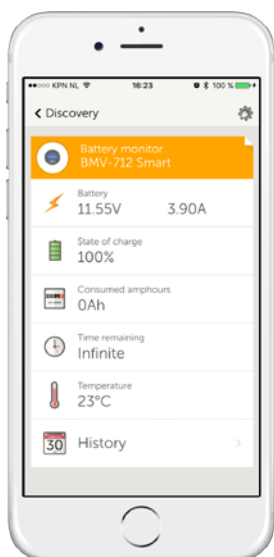 KPN NL 16:23 100 %
Discovery
Battery monitor
BMV-712 Smart
Battery
11.55V 3.90A
State of charge
100%
Consumed amphours
0Ah
Time remaining
Infinite
Temperature
23°C
30 History